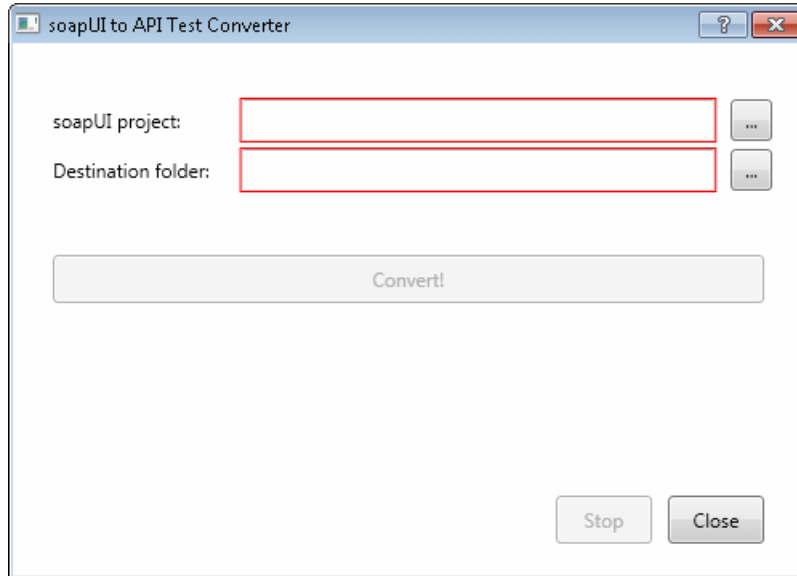 soapUI to API Test Converter
?
soapUI project:
...
Destination folder:
...
Convert!
Stop
Close